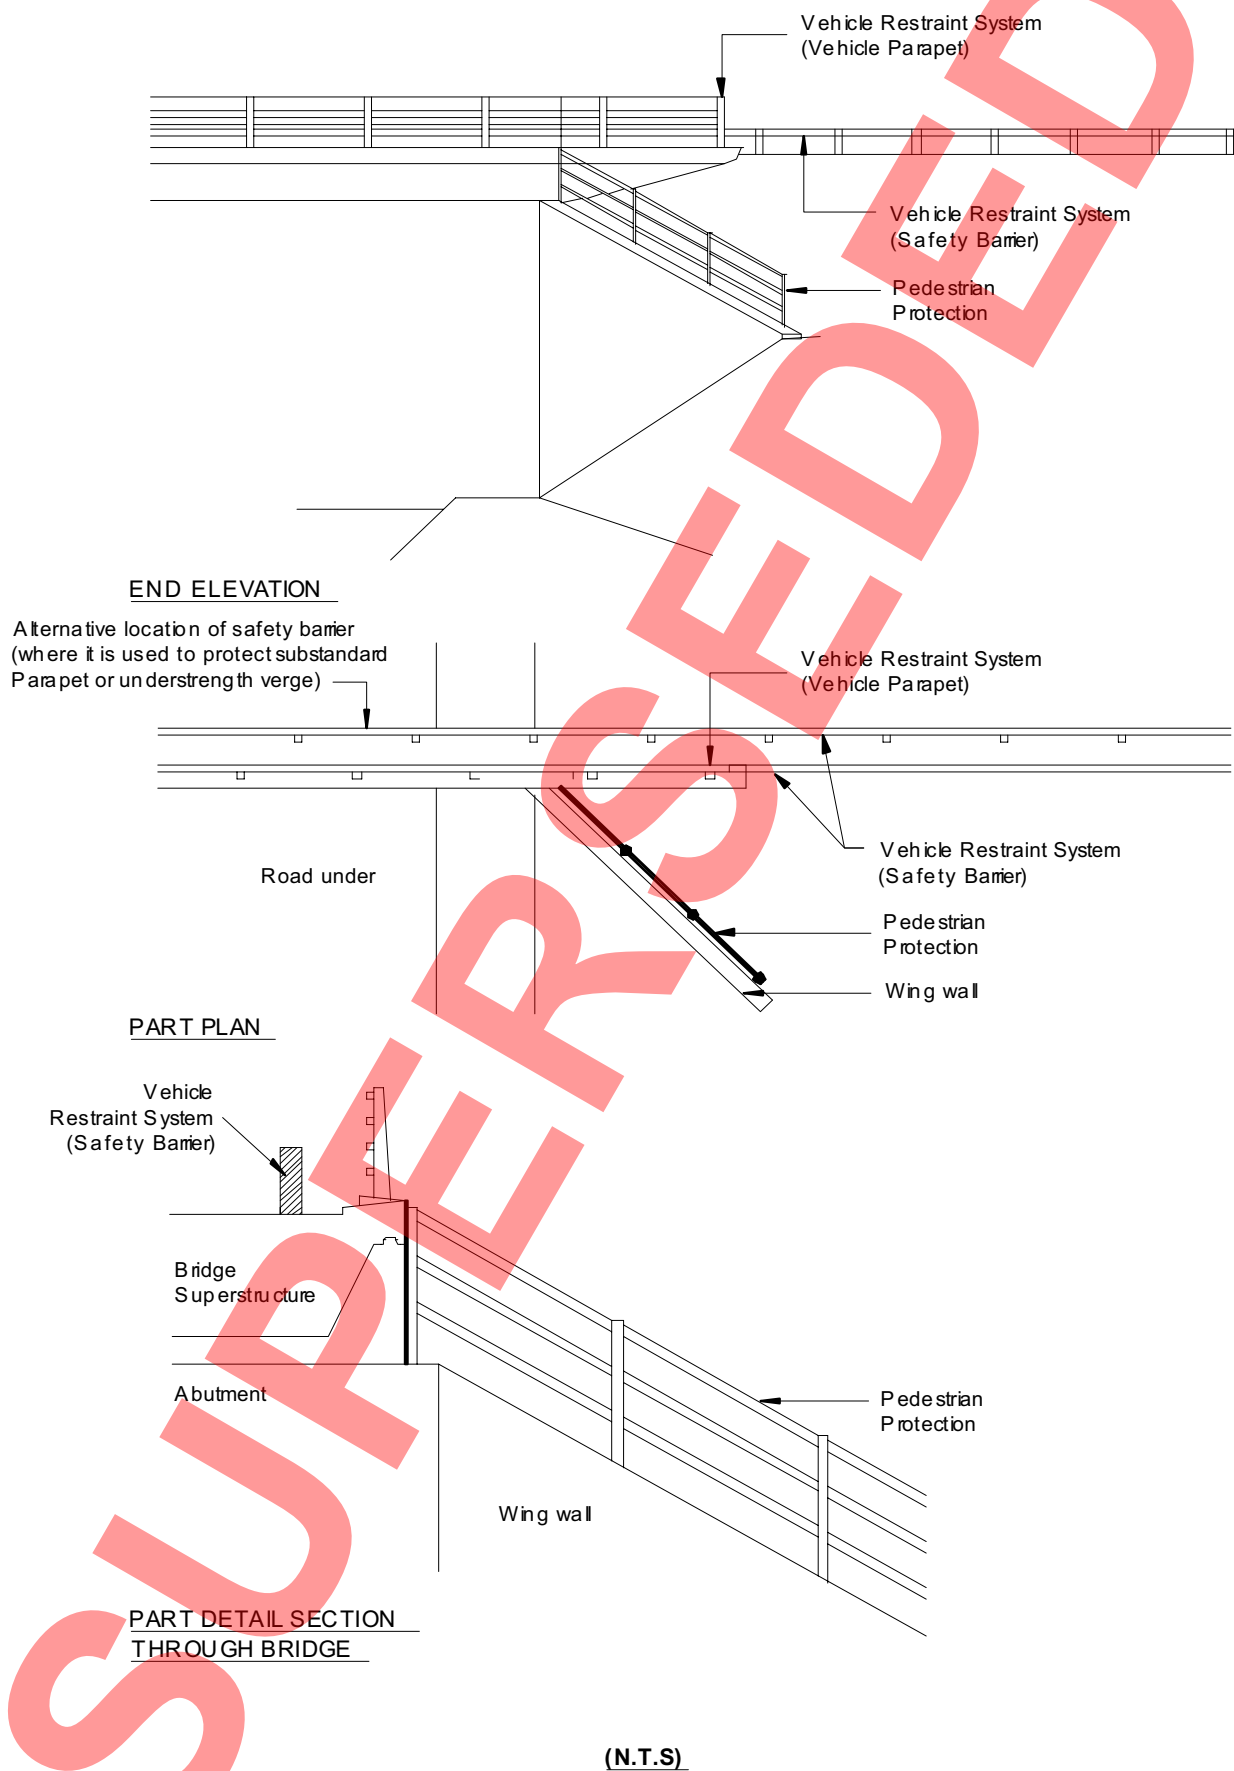 Vehicle Restraint System
(Vehicle Parapet)
Vehicle Restraint System
(Safety Barrier)
Pedestrian
Protection
END ELEVATION
Alternative location of safety barrier
(where it is used to protect substandard
Parapet or understrength verge)
Vehicle Restraint System
(Vehicle Parapet)
Road under
Vehicle Restraint System
(Safety Barrier)
Pedestrian
Protection
Wing wall
PART PLAN
Vehicle
Restraint System
(Safety Barrier)
Bridge
Superstructure
Abutment
Pedestrian
Protection
Wing wall
PART DETAIL SECTION
THROUGH BRIDGE
(N.T.S)
SUPERSEDED